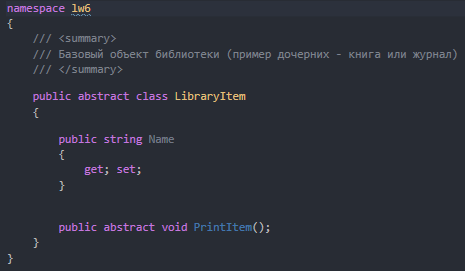 namespace lw6
{
/// <summary>
/// Базовый объект библиотеки (пример дочерних - книга или журнал)
/// </summary>
public abstract class LibraryItem
{
public string Name
{
get; set;
}
public abstract void PrintItem();
}
}